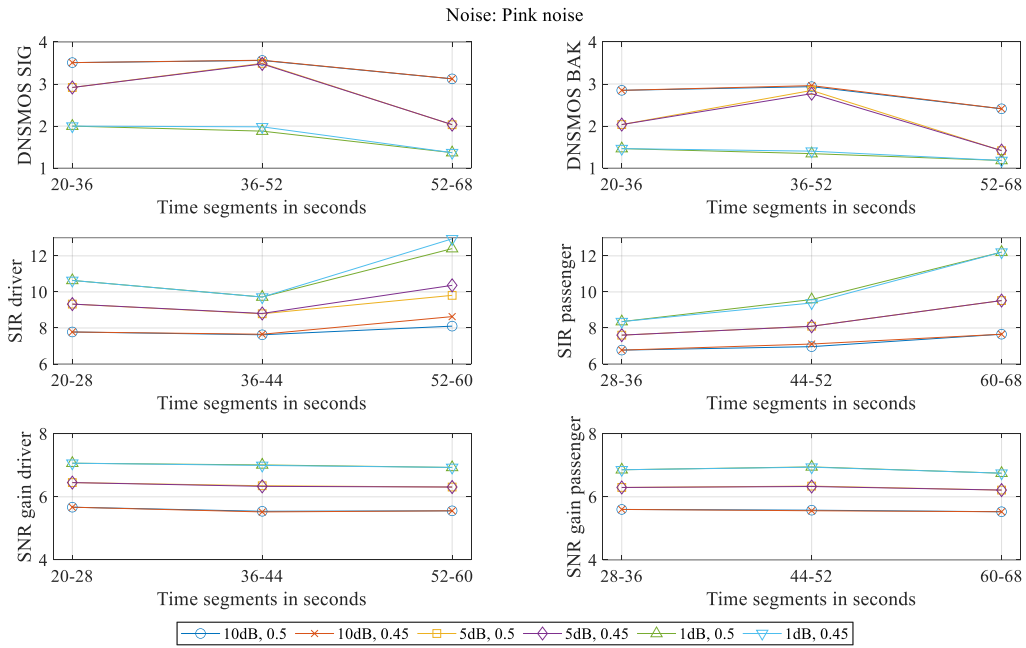 Noise: Pink noise
DNSMOS SIG
4
3
2
1
20-36 36-52 52-68
Time segments in seconds
DNSMOS BAK
4
3
2
1
20-36 36-52 52-68
Time segments in seconds
SIR driver
12
10
8
6
20-28 36-44 52-60
Time segments in seconds
SIR passenger
12
10
8
6
28-36 44-52 60-68
Time segments in seconds
SNR gain driver
8
6
4
20-28 36-44 52-60
Time segments in seconds
SNR gain passenger
8
6
4
28-36 44-52 60-68
Time segments in seconds
10dB, 0.5 10dB, 0.45 5dB, 0.5 5dB, 0.45 1dB, 0.5 1dB, 0.45